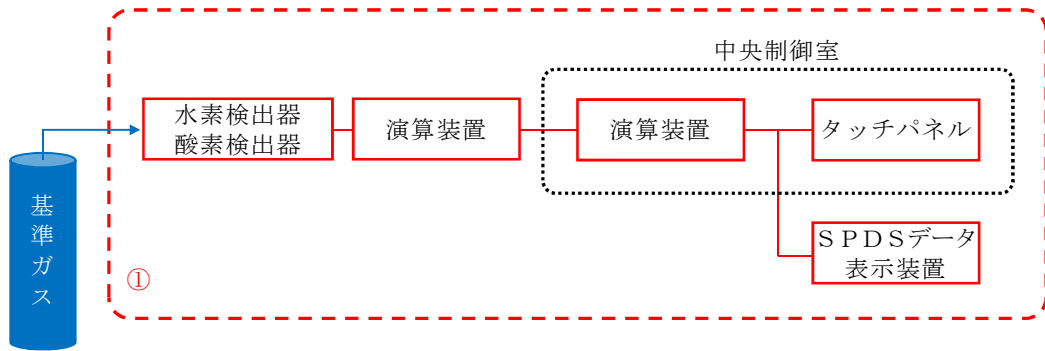 中央制御室
水素検出器
酸素検出器
演算装置
演算装置
タッチパネル
基準ガス
SPDSデータ
表示装置
①